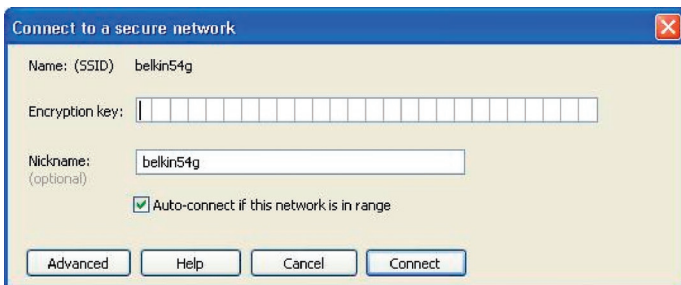 Connect to a secure network
Name: (SSID) belkin54g
Encryption key:
Nickname: belkin54g
(optional)
Auto-connect if this network is in range
Advanced Help Cancel Connect